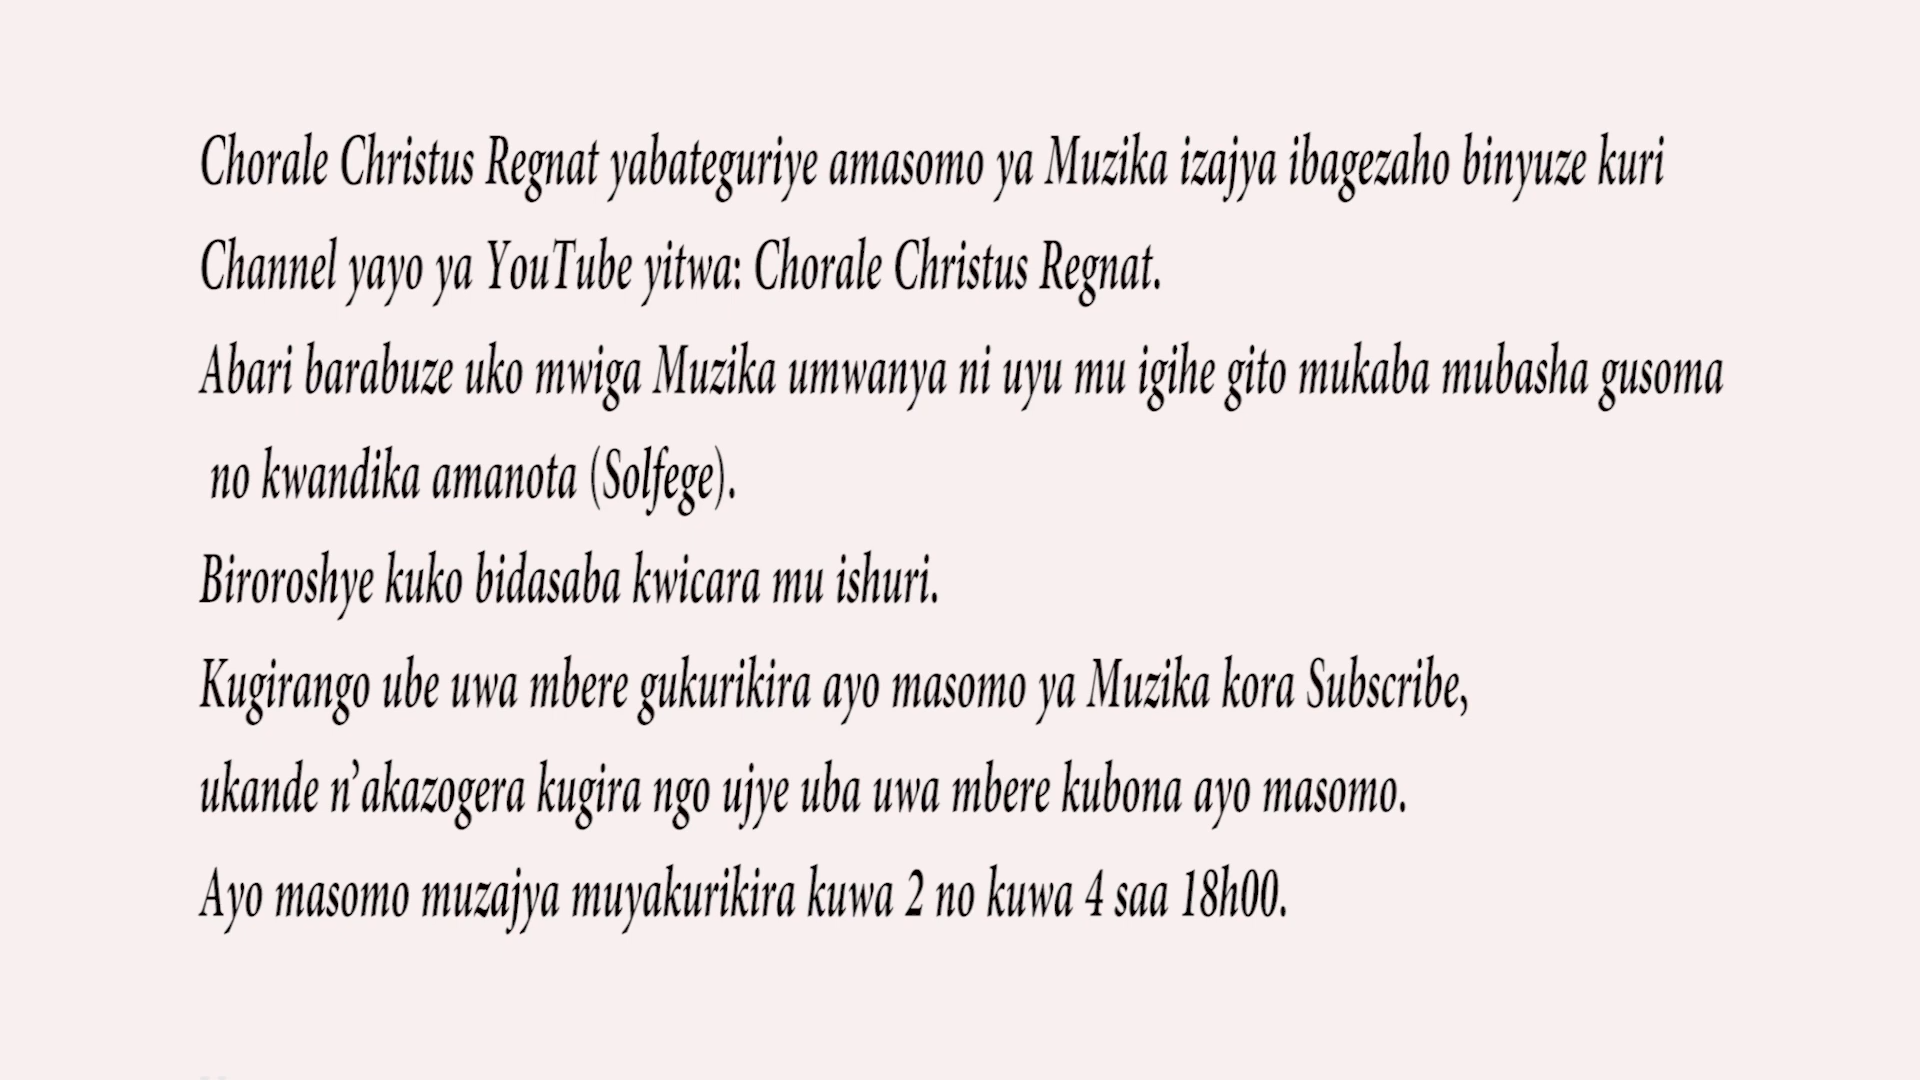 Chorale Christus Regnat yabateguriye amasomo ya Muzika izajya ibagezaho binyuze kuri
Channel yayo ya YouTube yitwa: Chorale Christus Regnat.
Abari barabuze uko mwiga Muzika umwanya ni uyu mu igihe gito mukaba mubasha gusoma
no kwandika amanota (Solfege).
Biroroshye kuko bidasaba kwicara mu ishuri.
Kugirango ube uwa mbere gukurikira ayo masomo ya Muzika kora Subscribe,
ukande n’akazogera kugira ngo ujye uba uwa mbere kubona ayo masomo.
Ayo masomo muzajya muyakurikira kuwa 2 no kuwa 4 saa 18h00.